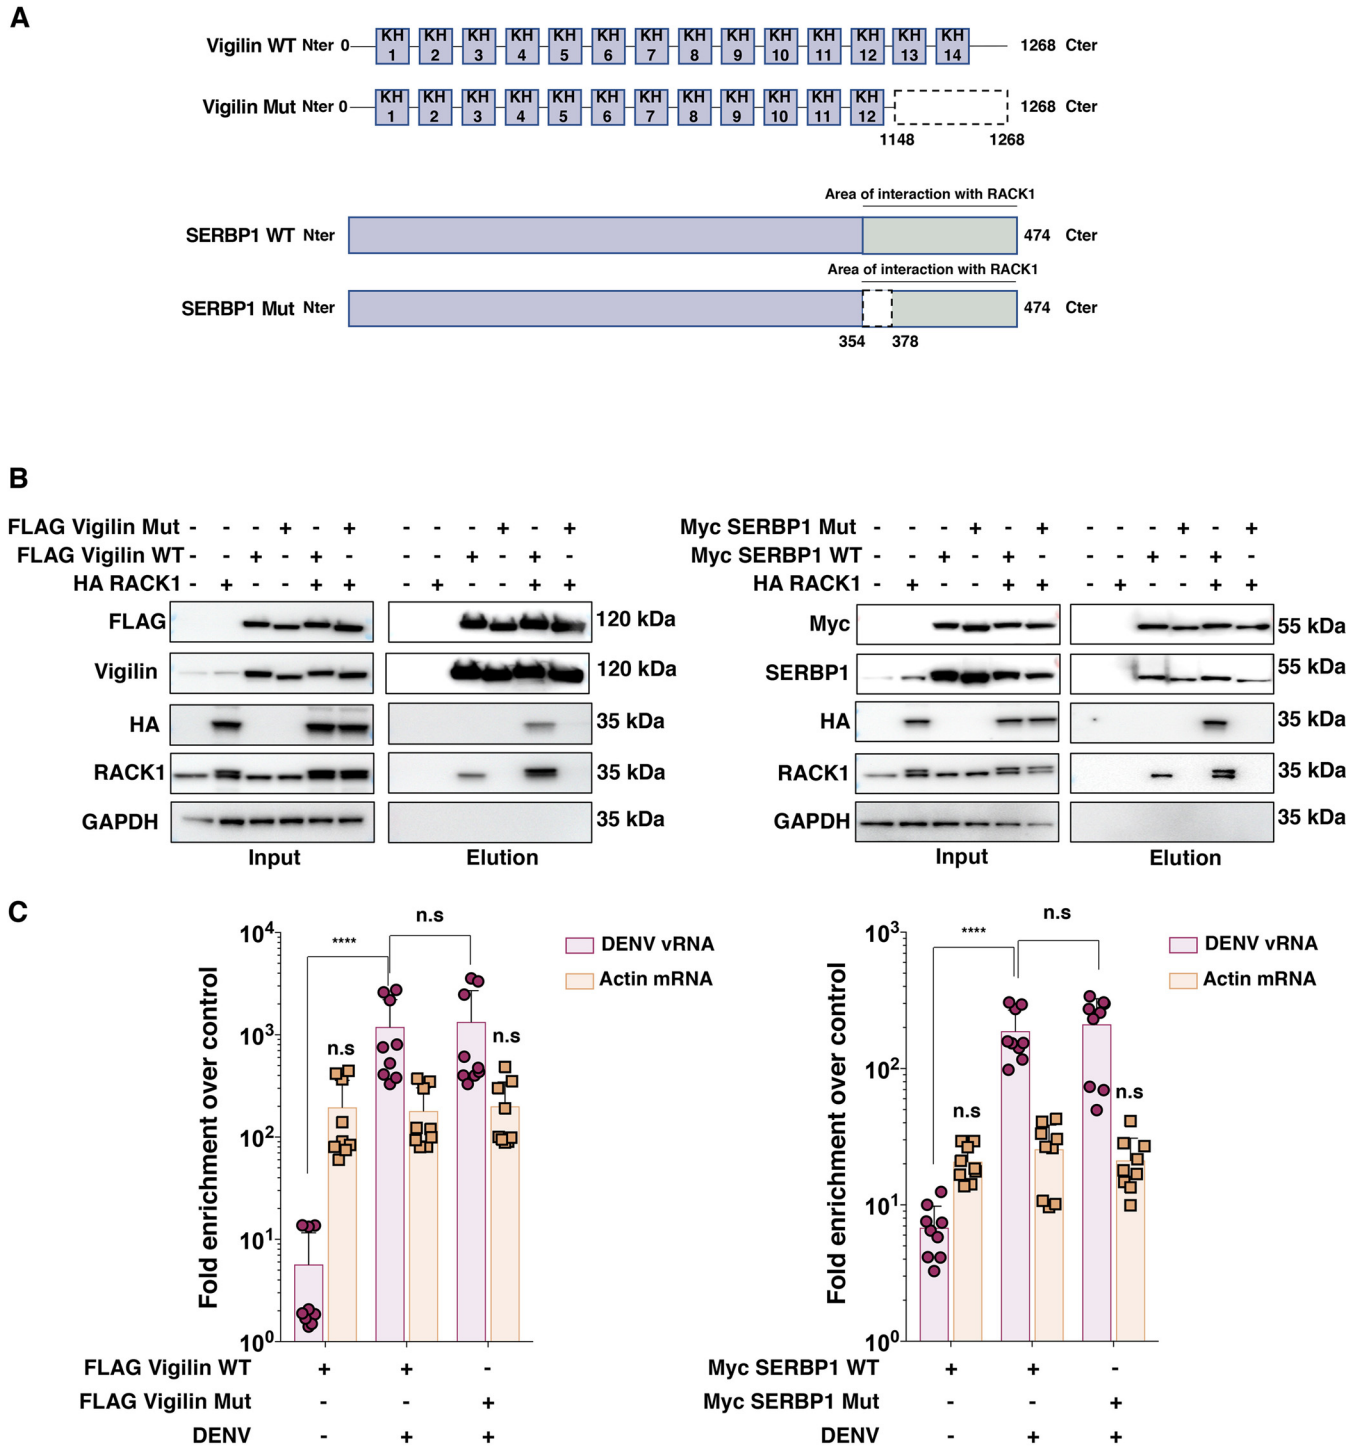 A
Vigilin WT Nter 0 KH 1 KH 2 KH 3 KH 4 KH 5 KH 6 KH 7 KH 8 KH 9 KH 10 KH 11 KH 12 KH 13 KH 14 1268 Cter
Vigilin Mut Nter 0 KH 1 KH 2 KH 3 KH 4 KH 5 KH 6 KH 7 KH 8 KH 9 KH 10 KH 11 KH 12 1268 Cter
1148 1268
Area of interaction with RACK1
SERBP1 WT Nter 474 Cter
Area of interaction with RACK1
SERBP1 Mut Nter 474 Cter
354 378
B
FLAG Vigilin Mut - - - + - + - - - + - +
FLAG Vigilin WT - - + - + - - - + - + -
HA RACK1 - + - - + + - - - - + +
FLAG 120 kDa
Vigilin 120 kDa
HA 35 kDa
RACK1 35 kDa
GAPDH 35 kDa
Input Elution
Myc SERBP1 Mut - - - + - + - - - + - +
Myc SERBP1 WT - - + - + - - - + - + -
HA RACK1 - + - - + + - + - - + +
Myc 55 kDa
SERBP1 55 kDa
HA 35 kDa
RACK1 35 kDa
GAPDH 35 kDa
Input Elution
C
Fold enrichment over control
10⁴
10³
10²
10¹
10⁰
n.s
****
n.s
n.s
DENV vRNA
Actin mRNA
FLAG Vigilin WT + + -
FLAG Vigilin Mut - - +
DENV - + +
Fold enrichment over control
10³
10²
10¹
10⁰
n.s
****
n.s
n.s
DENV vRNA
Actin mRNA
Myc SERBP1 WT + + -
Myc SERBP1 Mut - - +
DENV - + +